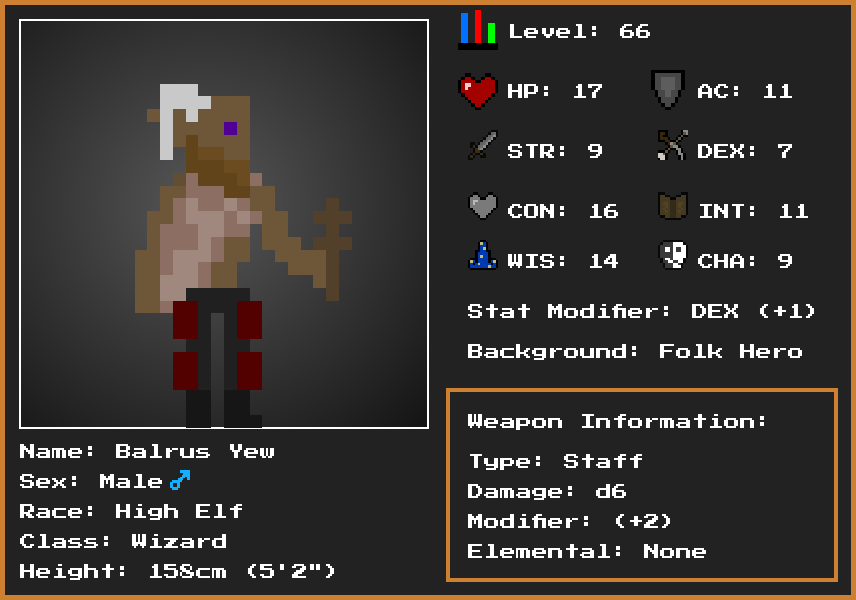 Level: 66
HP: 17
AC: 11
STR: 9
DEX: 7
CON: 16
INT: 11
WIS: 14
CHA: 9
Stat Modifier: DEX (+1)
Background: Folk Hero
Weapon Information:
Type: Staff
Damage: d6
Modifier: (+2)
Elemental: None
Name: Balrus Yew
Sex: Male♂
Race: High Elf
Class: Wizard
Height: 158cm (5'2")